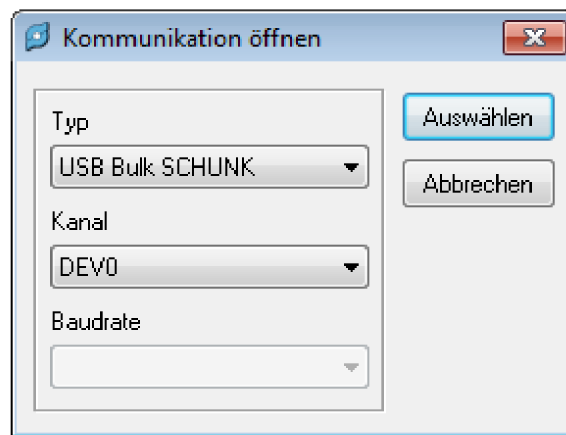 Kommunikation öffnen
Typ
USB Bulk SCHUNK
Kanal
DEV0
Baudrate
Auswählen
Abbrechen